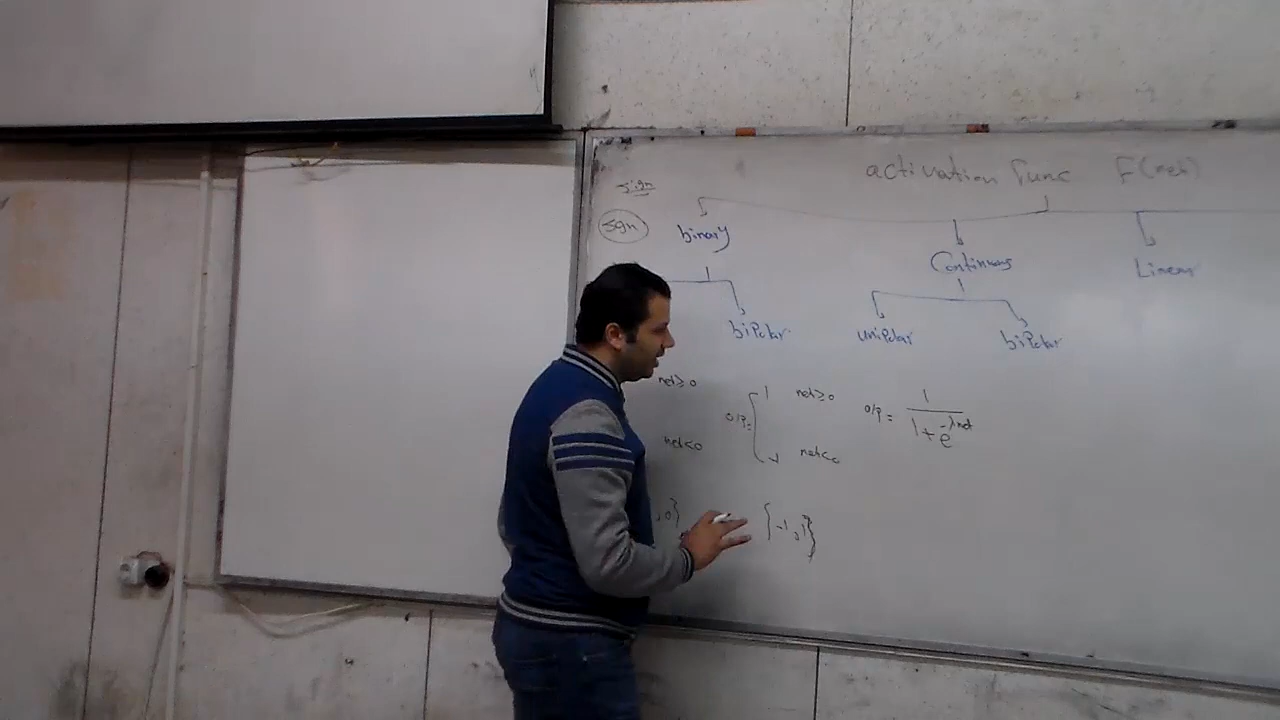 activation func F(net)
sign
sgn
binary
Continuous
Linear
biPolar
uniPolar
biPolar
net≥0
O/P= { 1 net≥0
-1 net<0
O/P = 1 / 1+e^-λnet
net<0
,0}
{-1,1}